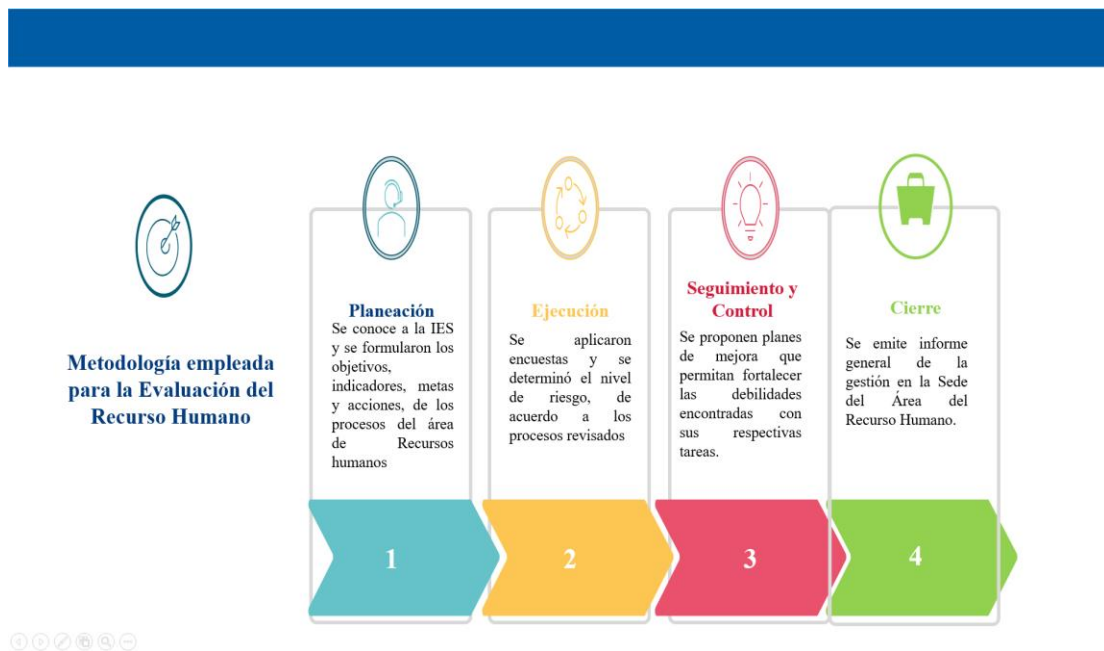 Metodología empleada
para la Evaluación del
Recurso Humano
Planeación
Se conoce a la IES
y se formularon los
objetivos,
indicadores, metas
y acciones, de los
procesos del área
de Recursos
humanos
1
Ejecución
Se aplicaron
encuestas y se
determinó el nivel
de riesgo, de
acuerdo a los
procesos revisados
2
Seguimiento y
Control
Se proponen planes
de mejora que
permitan fortalecer
las debilidades
encontradas con
sus respectivas
tareas.
3
Cierre
Se emite informe
general de la
gestión en la Sede
del Área del
Recurso Humano.
4